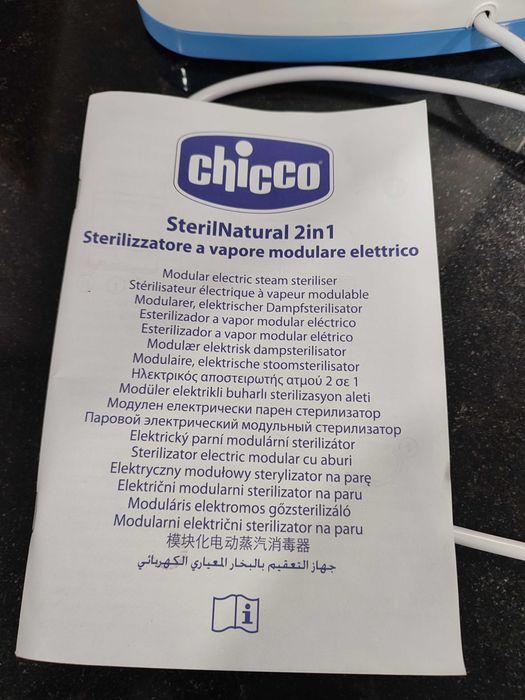 chicco
SterilNatural 2in1
Sterilizzatore a vapore modulare elettrico
Modular electric steam steriliser
Stérilisateur électrique à vapeur modulable
Modularer, elektrischer Dampfsterilisator
Esterilizador a vapor modular eléctrico
Esterilizador a vapor modular elétrico
Modulær elektrisk dampsterilisator
Modulaire, elektrische stoomsterilisator
Ηλεκτρικός αποστειρωτής ατμού 2 σε 1
Modüler elektrikli buharlı sterilizasyon aleti
Модулен електрически парен стерилизатор
Паровой электрический модульный стерилизатор
Elektrický parní modulární sterilizátor
Sterilizator electric modular cu aburi
Elektryczny modułowy sterylizator na parę
Električni modularni sterilizator na paru
Moduláris elektromos gőzsterilizáló
Modularni električni sterilizator na paru
模块化电动蒸汽消毒器
جهاز التعقيم بالبخار المعياري الكهربائي
i